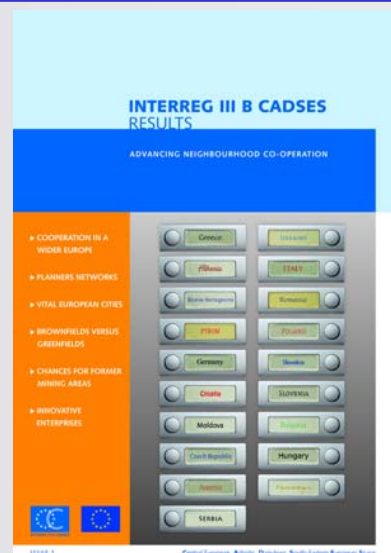 INTERREG III B CADSES
RESULTS
ADVANCING NEIGHBOURHOOD CO-OPERATION
▸ COOPERATION IN A
WIDER EUROPE
▸ PLANNERS NETWORKS
▸ VITAL EUROPEAN CITIES
▸ BROWNFIELDS VERSUS
GREENFIELDS
▸ CHANCES FOR FORMER
MINING AREAS
▸ INNOVATIVE
ENTERPRISES
Greece
Albania
ITALY
Bosnia-Herzegovina
Romania
FYROM
POLAND
Germany
Slovakia
Croatia
SLOVENIA
Moldova
Bulgaria
Czech Republic
Hungary
Austria
SERBIA